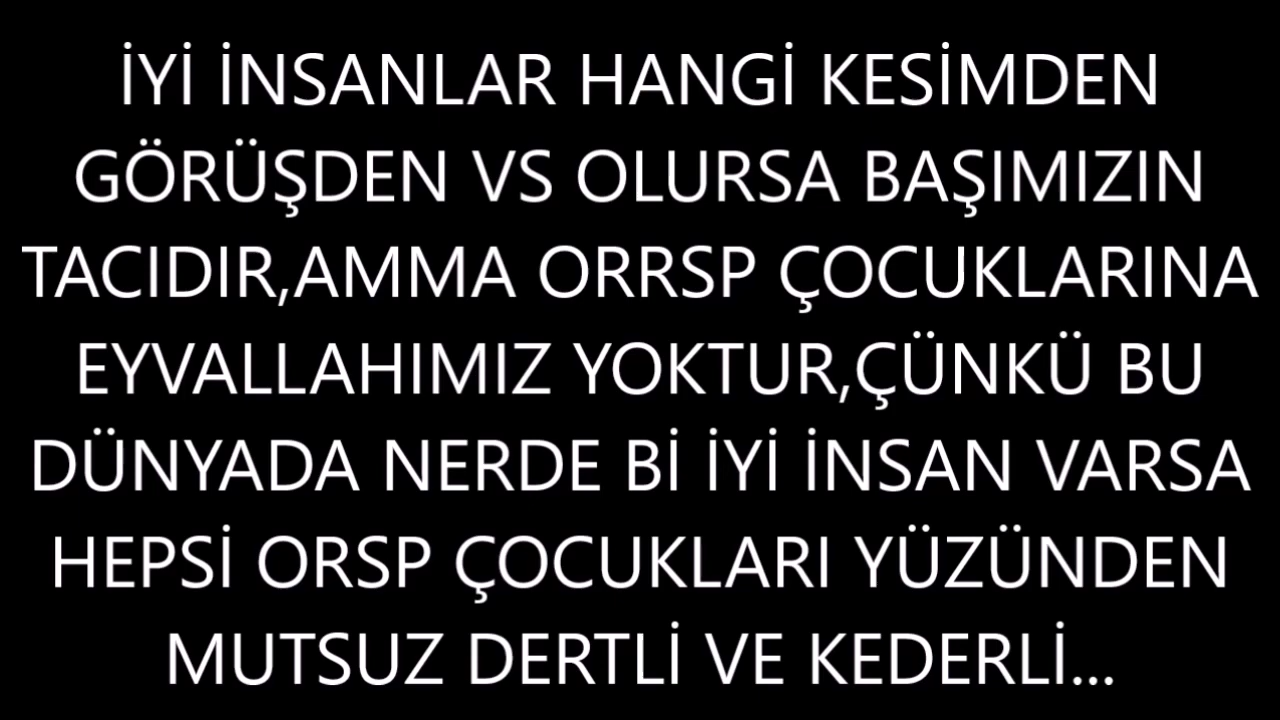 İYİ İNSANLAR HANGİ KESİMDEN
GÖRÜŞDEN VS OLURSA BAŞIMIZIN
TACIDIR,AMMA ORRSP ÇOCUKLARINA
EYVALLAHIMIZ YOKTUR,ÇÜNKÜ BU
DÜNYADA NERDE Bİ İYİ İNSAN VARSA
HEPSİ ORSP ÇOCUKLARI YÜZÜNDEN
MUTSUZ DERTLİ VE KEDERLİ...